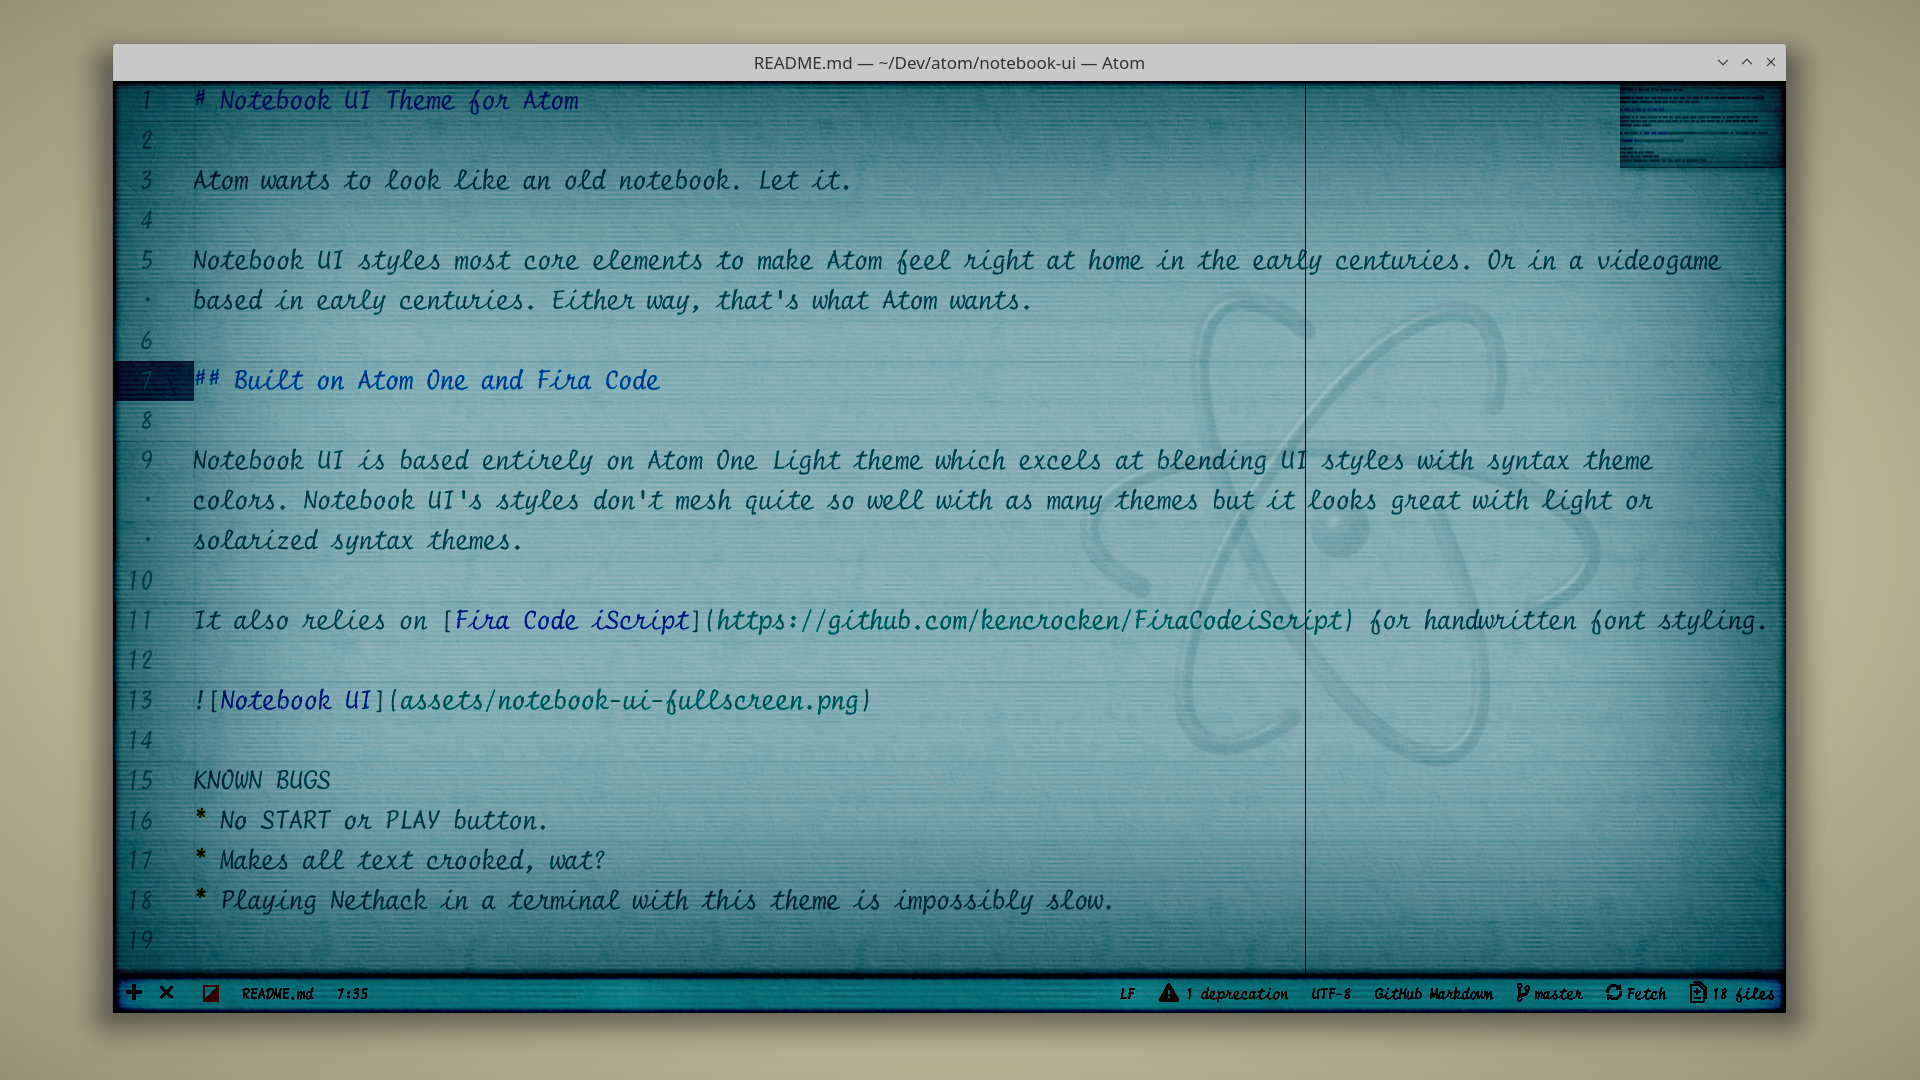 README.md — ~/Dev/atom/notebook-ui — Atom
1 # Notebook UI Theme for Atom
2
3 Atom wants to look like an old notebook. Let it.
4
5 Notebook UI styles most core elements to make Atom feel right at home in the early centuries. Or in a videogame
· based in early centuries. Either way, that's what Atom wants.
6
7 ## Built on Atom One and Fira Code
8
9 Notebook UI is based entirely on Atom One Light theme which excels at blending UI styles with syntax theme
· colors. Notebook UI's styles don't mesh quite so well with as many themes but it looks great with light or
· solarized syntax themes.
10
11 It also relies on [Fira Code iScript](https://github.com/kencrocken/FiraCodeiScript) for handwritten font styling.
12
13 ![Notebook UI](assets/notebook-ui-fullscreen.png)
14
15 KNOWN BUGS
16 * No START or PLAY button.
17 * Makes all text crooked, wat?
18 * Playing Nethack in a terminal with this theme is impossibly slow.
19
README.md 7:35 LF 1 deprecation UTF-8 GitHub Markdown master Fetch 18 files